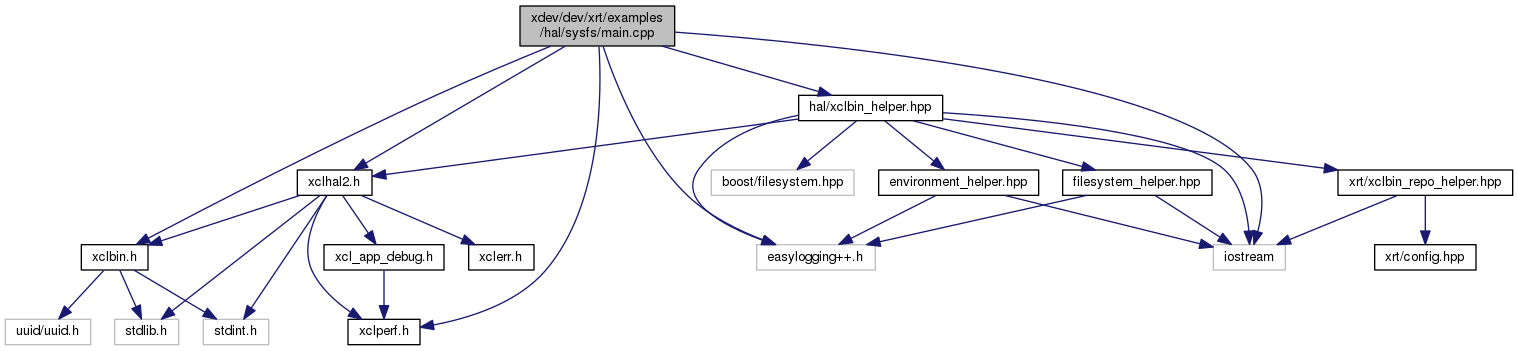 xdev/dev/xrt/examples
/hal/sysfs/main.cpp
hal/xclbin_helper.hpp
xclhal2.h
boost/filesystem.hpp
environment_helper.hpp
filesystem_helper.hpp
xrt/xclbin_repo_helper.hpp
xclbin.h
xcl_app_debug.h
xclerr.h
easylogging++.h
iostream
xrt/config.hpp
uuid/uuid.h
stdlib.h
stdint.h
xclperf.h